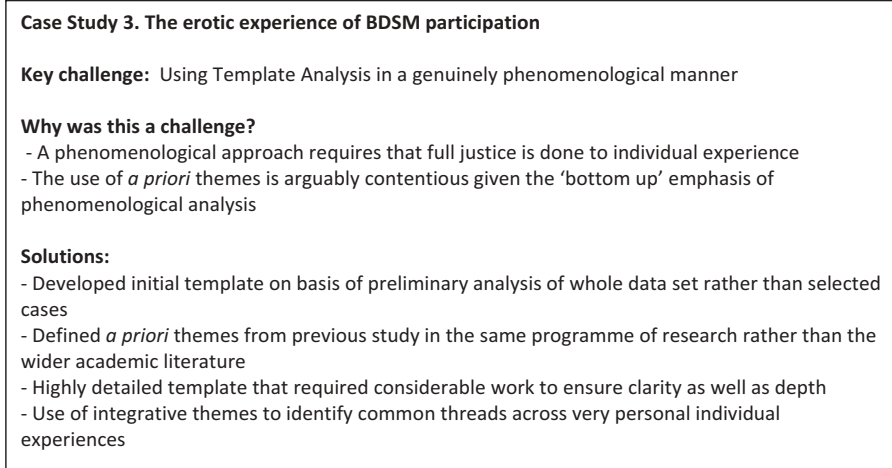 Case Study 3. The erotic experience of BDSM participation
Key challenge:  Using Template Analysis in a genuinely phenomenological manner
Why was this a challenge?
- A phenomenological approach requires that full justice is done to individual experience
- The use of a priori themes is arguably contentious given the ‘bottom up’ emphasis of
phenomenological analysis
Solutions:
- Developed initial template on basis of preliminary analysis of whole data set rather than selected
cases
- Defined a priori themes from previous study in the same programme of research rather than the
wider academic literature
- Highly detailed template that required considerable work to ensure clarity as well as depth
- Use of integrative themes to identify common threads across very personal individual
experiences